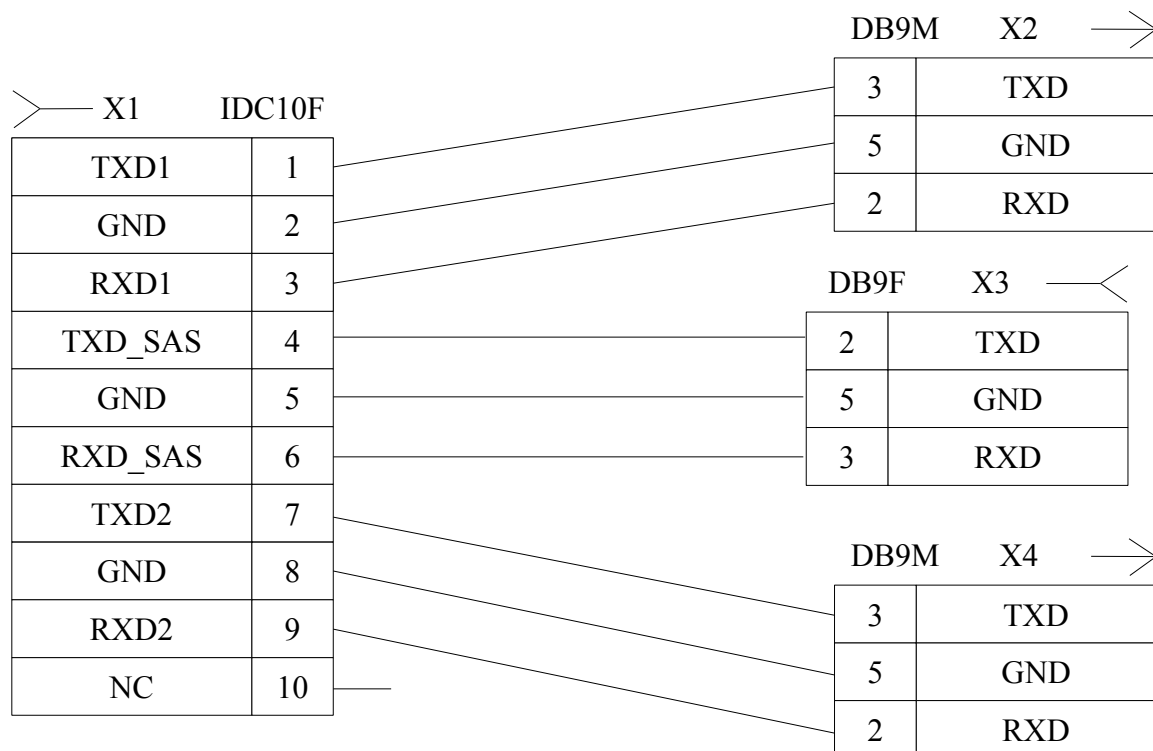 X1 IDC10F
TXD1 1
GND 2
RXD1 3
TXD_SAS 4
GND 5
RXD_SAS 6
TXD2 7
GND 8
RXD2 9
NC 10
DB9M X2
3 TXD
5 GND
2 RXD
DB9F X3
2 TXD
5 GND
3 RXD
DB9M X4
3 TXD
5 GND
2 RXD